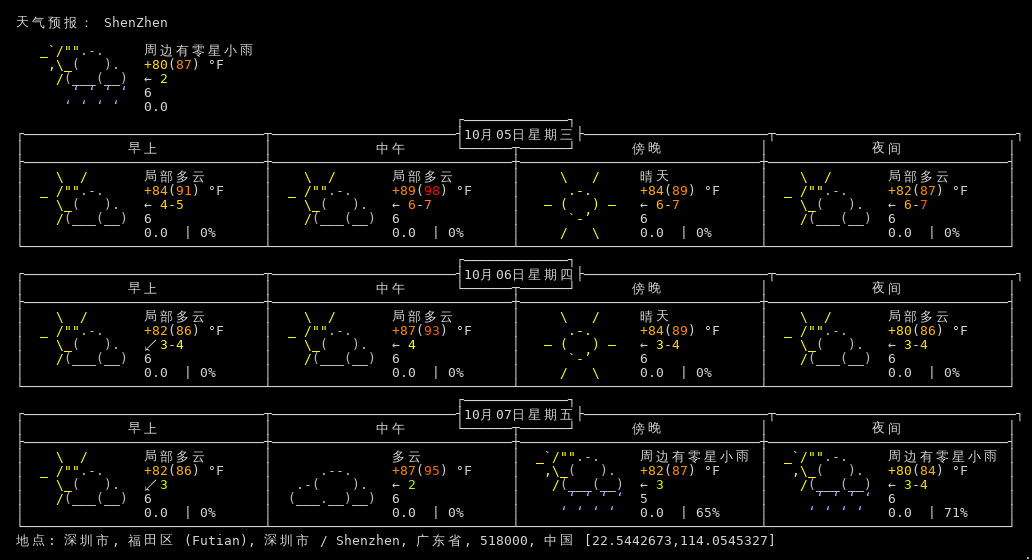 天气预报： ShenZhen
周边有零星小雨
+80(87) °F
← 2
6
0.0
10月05日星期三
早上 中午 傍晚 夜间
局部多云 局部多云 晴天 局部多云
+84(91) °F +89(98) °F +84(89) °F +82(87) °F
← 4-5 ← 6-7 ← 6-7 ← 6-7
6 6 6 6
0.0 | 0% 0.0 | 0% 0.0 | 0% 0.0 | 0%
10月06日星期四
早上 中午 傍晚 夜间
局部多云 局部多云 晴天 局部多云
+82(86) °F +87(93) °F +84(89) °F +80(86) °F
↙ 3-4 ← 4 ← 3-4 ← 3-4
6 6 6 6
0.0 | 0% 0.0 | 0% 0.0 | 0% 0.0 | 0%
10月07日星期五
早上 中午 傍晚 夜间
局部多云 多云 周边有零星小雨 周边有零星小雨
+82(86) °F +87(95) °F +82(87) °F +80(84) °F
↙ 3 ← 2 ← 3 ← 3-4
6 6 5 6
0.0 | 0% 0.0 | 0% 0.0 | 65% 0.0 | 71%
地点: 深圳市, 福田区 (Futian), 深圳市 / Shenzhen, 广东省, 518000, 中国 [22.5442673,114.0545327]